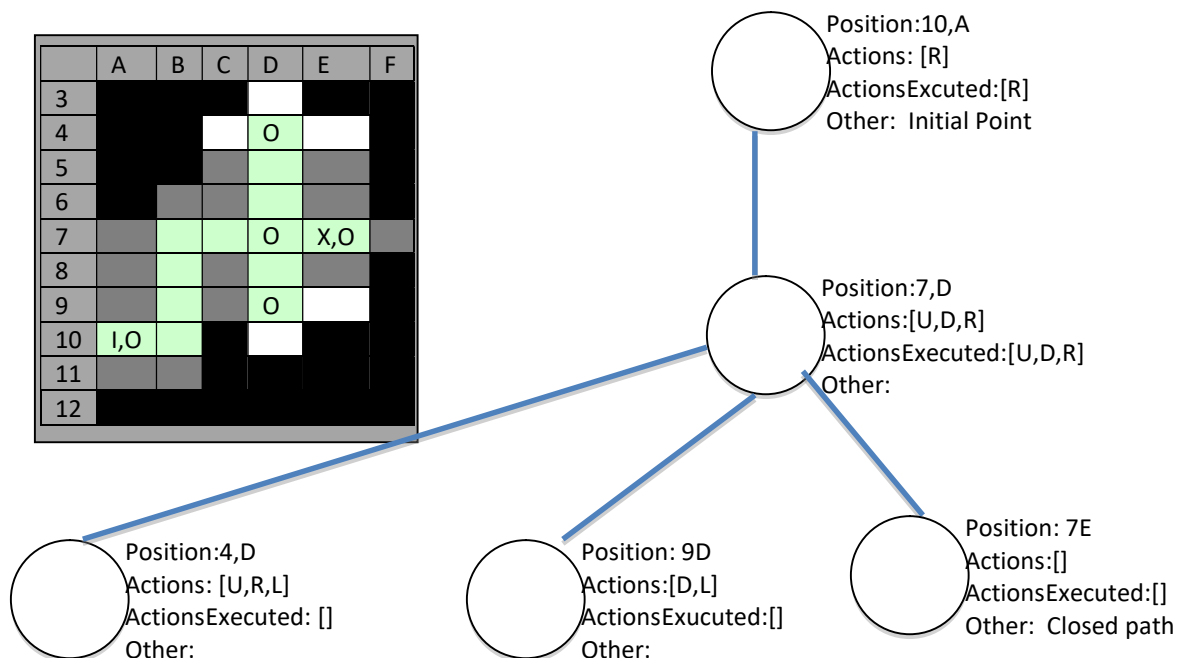 A B C D E F
3
4 O
5
6
7 O X,O
8
9 O
10 I,O
11
12
Position:10,A
Actions: [R]
ActionsExcuted:[R]
Other: Initial Point
Position:7,D
Actions:[U,D,R]
ActionsExecuted:[U,D,R]
Other:
Position:4,D
Actions: [U,R,L]
ActionsExecuted: []
Other:
Position: 9D
Actions:[D,L]
ActionsExucuted:[]
Other:
Position: 7E
Actions:[]
ActionsExecuted:[]
Other: Closed path